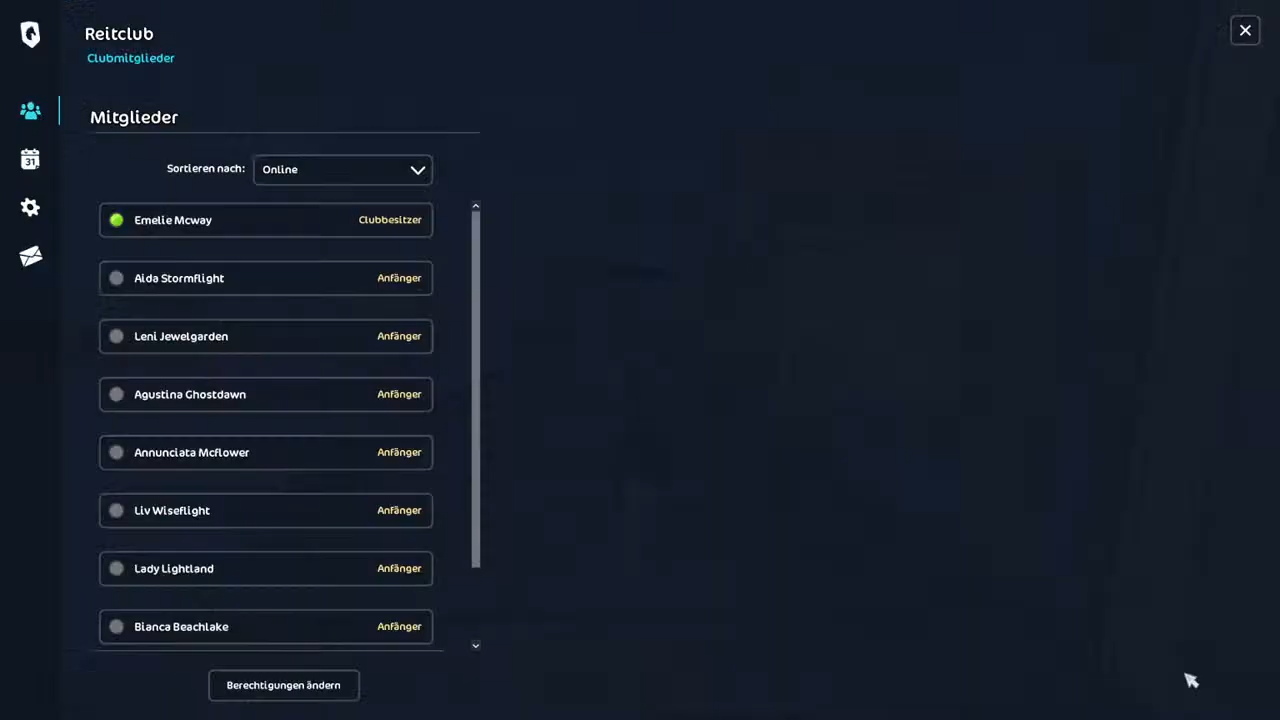 Reitclub
Clubmitglieder
31
Mitglieder
Sortieren nach: Online
Emelie Mcway Clubbesitzer
Aida Stormflight Anfänger
Leni Jewelgarden Anfänger
Agustina Ghostdawn Anfänger
Annunciata Mcflower Anfänger
Liv Wiseflight Anfänger
Lady Lightland Anfänger
Bianca Beachlake Anfänger
Berechtigungen ändern